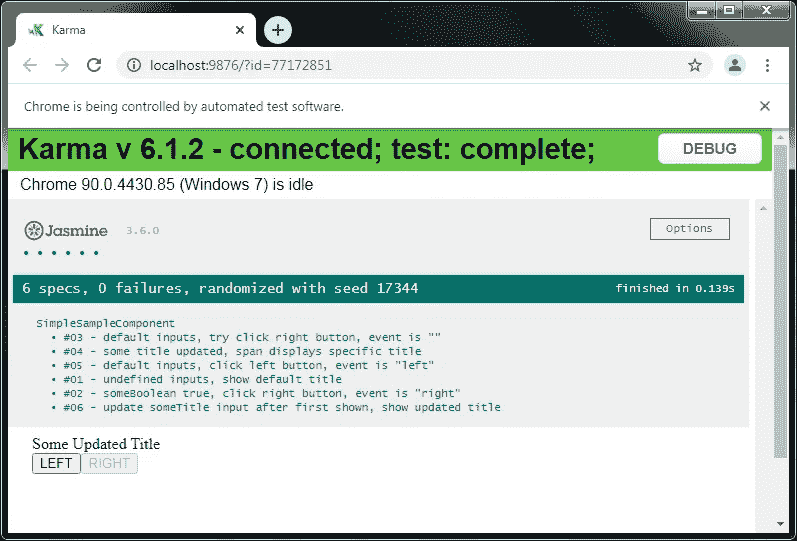 Karma
localhost:9876/?id=77172851
Chrome is being controlled by automated test software.
Karma v 6.1.2 - connected; test: complete;
DEBUG
Chrome 90.0.4430.85 (Windows 7) is idle
Jasmine 3.6.0
Options
6 specs, 0 failures, randomized with seed 17344
finished in 0.139s
SimpleSampleComponent
• #03 - default inputs, try click right button, event is ""
• #04 - some title updated, span displays specific title
• #05 - default inputs, click left button, event is "left"
• #01 - undefined inputs, show default title
• #02 - someBoolean true, click right button, event is "right"
• #06 - update someTitle input after first shown, show updated title
Some Updated Title
LEFT RIGHT